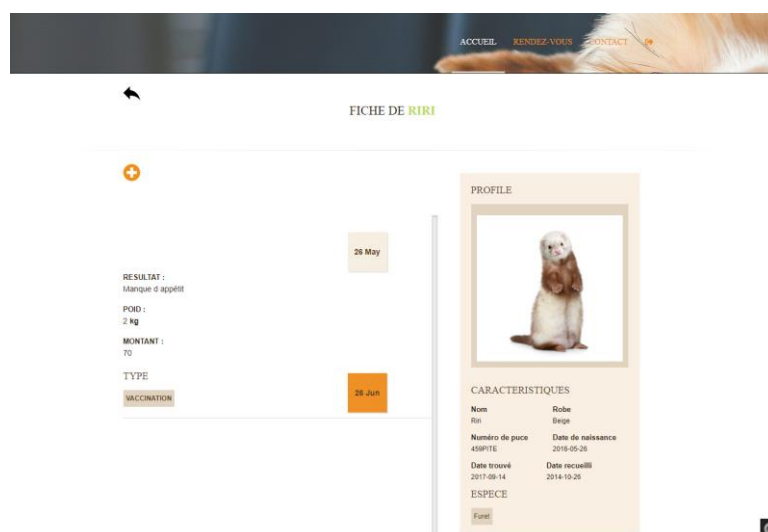 ACCUEIL RENDEZ-VOUS CONTACT
FICHE DE RIRI
26 May
RESULTAT :
Manque d appétit
POID :
2 kg
MONTANT :
70
TYPE
VACCINATION
26 Jun
PROFILE
CARACTERISTIQUES
Nom Robe
Riri Beige
Numéro de puce Date de naissance
459PITE 2016-05-26
Date trouvé Date recueilli
2017-09-14 2014-10-26
ESPECE
Furet